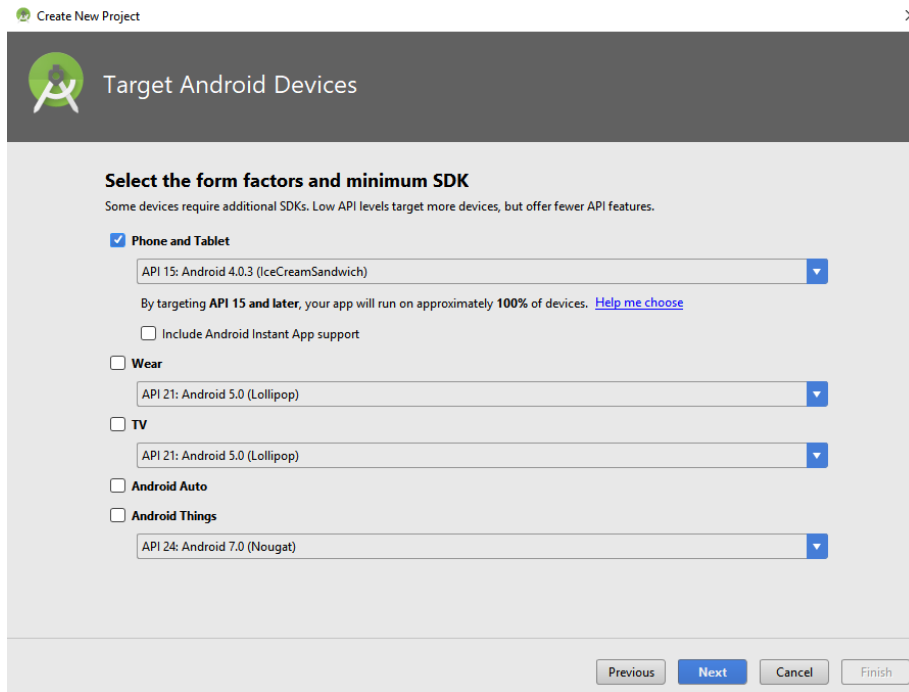 Create New Project
Target Android Devices
Select the form factors and minimum SDK
Some devices require additional SDKs. Low API levels target more devices, but offer fewer API features.
Phone and Tablet
API 15: Android 4.0.3 (IceCreamSandwich)
By targeting API 15 and later, your app will run on approximately 100% of devices. Help me choose
Include Android Instant App support
Wear
API 21: Android 5.0 (Lollipop)
TV
API 21: Android 5.0 (Lollipop)
Android Auto
Android Things
API 24: Android 7.0 (Nougat)
Previous Next Cancel Finish